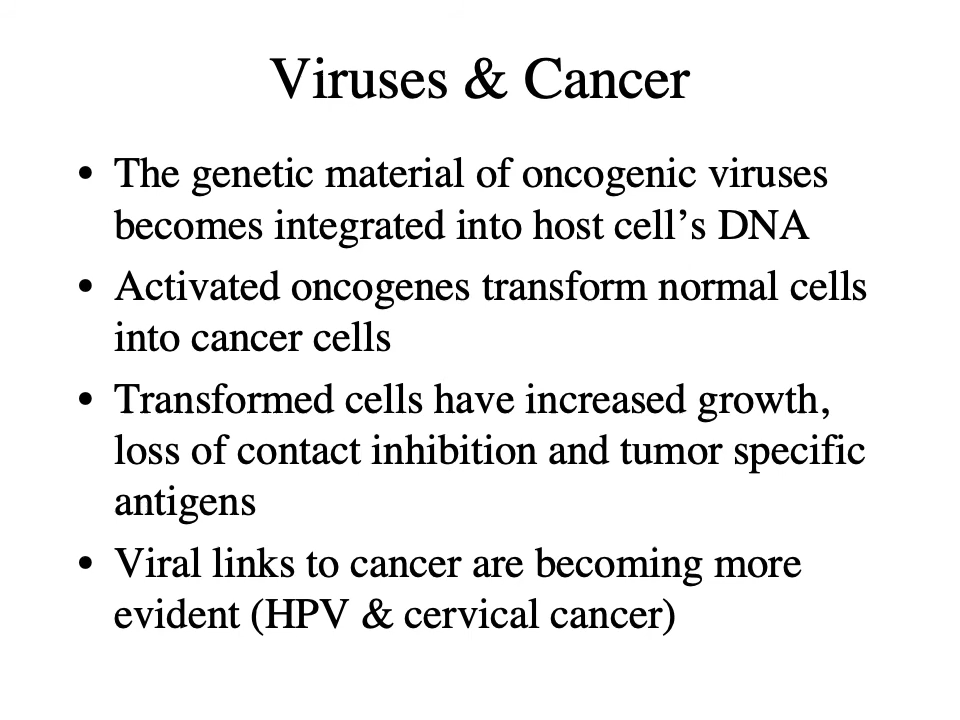 Viruses & Cancer
• The genetic material of oncogenic viruses
becomes integrated into host cell’s DNA
• Activated oncogenes transform normal cells
into cancer cells
• Transformed cells have increased growth,
loss of contact inhibition and tumor specific
antigens
• Viral links to cancer are becoming more
evident (HPV & cervical cancer)